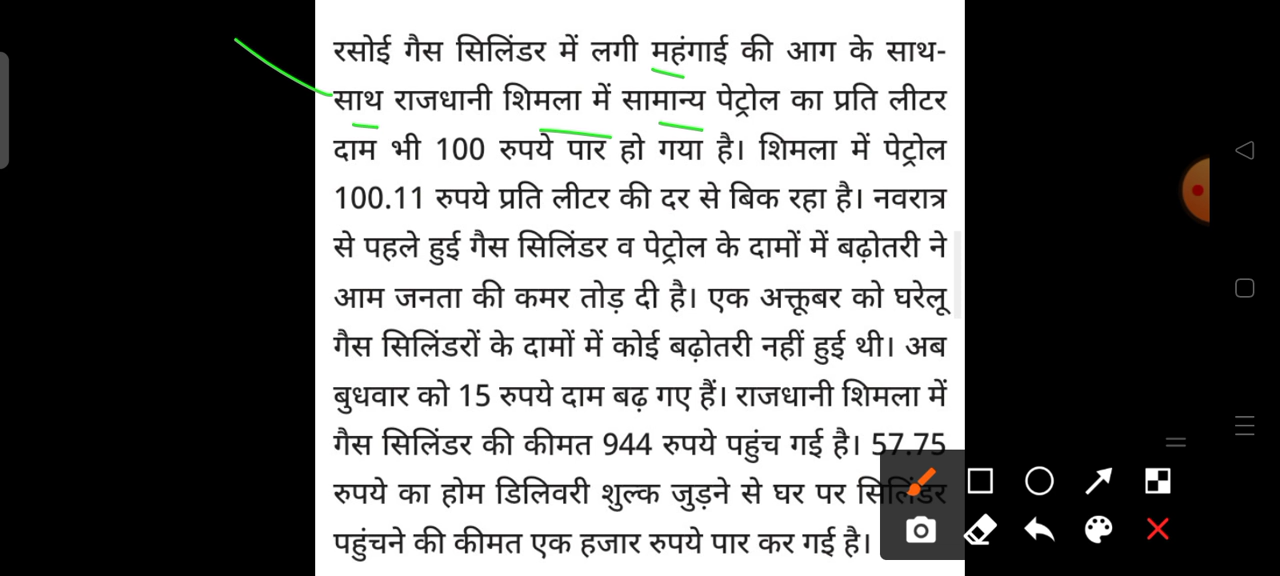 रसोई गैस सिलिंडर में लगी महंगाई की आग के साथ-
साथ राजधानी शिमला में सामान्य पेट्रोल का प्रति लीटर
दाम भी 100 रुपये पार हो गया है। शिमला में पेट्रोल
100.11 रुपये प्रति लीटर की दर से बिक रहा है। नवरात्र
से पहले हुई गैस सिलिंडर व पेट्रोल के दामों में बढ़ोतरी ने
आम जनता की कमर तोड़ दी है। एक अक्तूबर को घरेलू
गैस सिलिंडरों के दामों में कोई बढ़ोतरी नहीं हुई थी। अब
बुधवार को 15 रुपये दाम बढ़ गए हैं। राजधानी शिमला में
गैस सिलिंडर की कीमत 944 रुपये पहुंच गई है। 57.75
रुपये का होम डिलिवरी शुल्क जुड़ने से घर पर सिलिंडर
पहुंचने की कीमत एक हजार रुपये पार कर गई है।